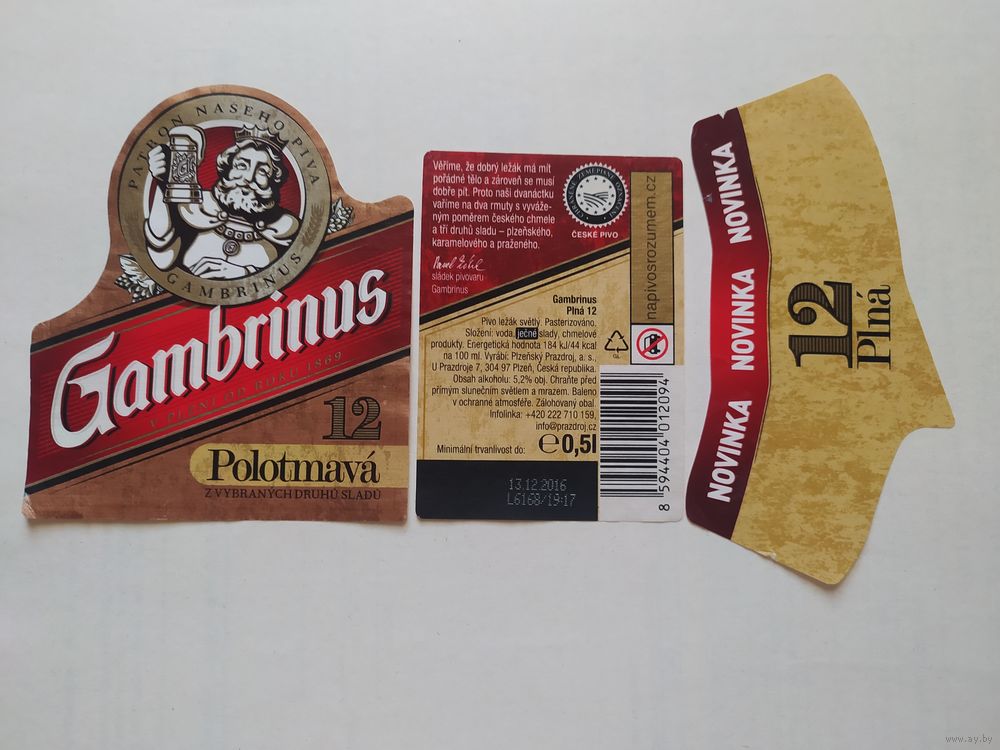 PATRON NAŠEHO PIVA
GAMBRINUS
Gambrinus
V PLZNI OD ROKU 1869
12
Polotmavá
Z VYBRANÝCH DRUHŮ SLADŮ
Věříme, že dobrý ležák má mít
pořádné tělo a zároveň se musí
dobře pít. Proto naši dvanáctku
vaříme na dva rmuty s vyváže-
ným poměrem českého chmele
a tří druhů sladu – plzeňského,
karamelového a praženého.
sládek pivovaru
Gambrinus
CHRÁNĚNÉ ZEMĚPISNÉ OZNAČENÍ
ČESKÉ PIVO
napivosrozumem.cz
Gambrinus
Plná 12
Pivo ležák světlý. Pasterizováno.
Složení: voda, ječné slady, chmelové
produkty. Energetická hodnota 184 kJ/44 kcal
na 100 ml. Vyrábí: Plzeňský Prazdroj, a. s.,
U Prazdroje 7, 304 97 Plzeň, Česká republika.
Obsah alkoholu: 5,2% obj. Chraňte před
přímým slunečním světlem a mrazem. Baleno
v ochranné atmosféře. Zálohovaný obal.
Infolinka: +420 222 710 159,
info@prazdroj.cz
Minimální trvanlivost do: ℮ 0,5l
13.12.2016
L6168/19:17
GL
8 594404 012094
NOVINKA NOVINKA NOVINKA
12
Plná
www.ay.by